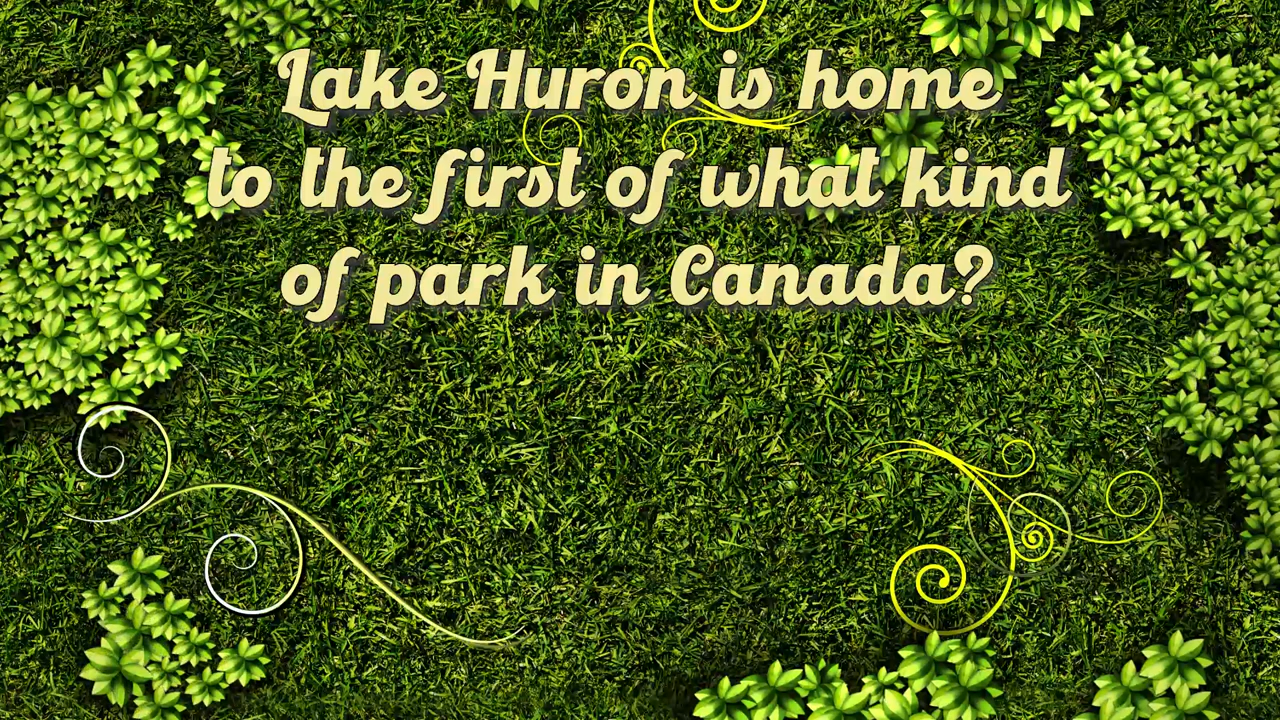 Lake Huron is home
to the first of what kind
of park in Canada?